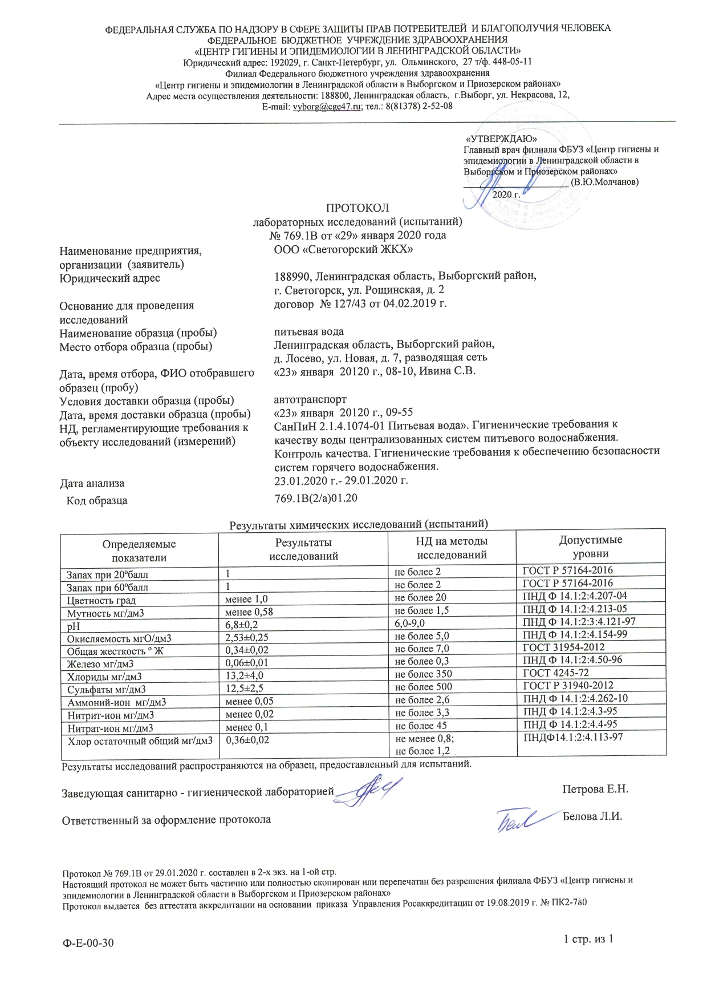 ФЕДЕРАЛЬНАЯ СЛУЖБА ПО НАДЗОРУ В СФЕРЕ ЗАЩИТЫ ПРАВ ПОТРЕБИТЕЛЕЙ И БЛАГОПОЛУЧИЯ ЧЕЛОВЕКА
ФЕДЕРАЛЬНОЕ БЮДЖЕТНОЕ УЧРЕЖДЕНИЕ ЗДРАВООХРАНЕНИЯ
«ЦЕНТР ГИГИЕНЫ И ЭПИДЕМИОЛОГИИ В ЛЕНИНГРАДСКОЙ ОБЛАСТИ»
Юридический адрес: 192029, г. Санкт-Петербург, ул. Ольминского, 27 т/ф. 448-05-11
Филиал Федерального бюджетного учреждения здравоохранения
«Центр гигиены и эпидемиологии в Ленинградской области в Выборгском и Приозерском районах»
Адрес места осуществления деятельности: 188800, Ленинградская область, г.Выборг, ул. Некрасова, 12,
E-mail: vyborg@cge47.ru; тел.: 8(81378) 2-52-08
«УТВЕРЖДАЮ»
Главный врач филиала ФБУЗ «Центр гигиены и
эпидемиологии в Ленинградской области в
Выборгском и Приозерском районах»
(В.Ю.Молчанов)
2020 г.
ПРОТОКОЛ
лабораторных исследований (испытаний)
№ 769.1В от «29» января 2020 года
Наименование предприятия, ООО «Светогорский ЖКХ»
организации (заявитель)
Юридический адрес 188990, Ленинградская область, Выборгский район,
г. Светогорск, ул. Рощинская, д. 2
Основание для проведения договор № 127/43 от 04.02.2019 г.
исследований
Наименование образца (пробы) питьевая вода
Место отбора образца (пробы) Ленинградская область, Выборгский район,
д. Лосево, ул. Новая, д. 7, разводящая сеть
Дата, время отбора, ФИО отобравшего «23» января 20120 г., 08-10, Ивина С.В.
образец (пробу)
Условия доставки образца (пробы) автотранспорт
Дата, время доставки образца (пробы) «23» января 20120 г., 09-55
НД, регламентирующие требования к СанПиН 2.1.4.1074-01 Питьевая вода». Гигиенические требования к
объекту исследований (измерений) качеству воды централизованных систем питьевого водоснабжения.
Контроль качества. Гигиенические требования к обеспечению безопасности
систем горячего водоснабжения.
Дата анализа 23.01.2020 г.- 29.01.2020 г.
Код образца 769.1В(2/а)01.20
Результаты химических исследований (испытаний)
Определяемые Результаты НД на методы Допустимые
показатели исследований исследований уровни
Запах при 20ºбалл 1 не более 2 ГОСТ Р 57164-2016
Запах при 60ºбалл 1 не более 2 ГОСТ Р 57164-2016
Цветность град менее 1,0 не более 20 ПНД Ф 14.1:2:4.207-04
Мутность мг/дм3 менее 0,58 не более 1,5 ПНД Ф 14.1:2:4.213-05
рН 6,8±0,2 6,0-9,0 ПНД Ф 14.1:2:3:4.121-97
Окисляемость мгО/дм3 2,53±0,25 не более 5,0 ПНД Ф 14.1:2:4.154-99
Общая жесткость º Ж 0,34±0,02 не более 7,0 ГОСТ 31954-2012
Железо мг/дм3 0,06±0,01 не более 0,3 ПНД Ф 14.1:2:4.50-96
Хлориды мг/дм3 13,2±4,0 не более 350 ГОСТ 4245-72
Сульфаты мг/дм3 12,5±2,5 не более 500 ГОСТ Р 31940-2012
Аммоний-ион мг/дм3 менее 0,05 не более 2,6 ПНД Ф 14.1:2:4.262-10
Нитрит-ион мг/дм3 менее 0,02 не более 3,3 ПНД Ф 14.1:2:4.3-95
Нитрат-ион мг/дм3 менее 0,1 не более 45 ПНД Ф 14.1:2:4.4-95
Хлор остаточный общий мг/дм3 0,36±0,02 не менее 0,8; ПНДФ14.1:2:4.113-97
не более 1,2
Результаты исследований распространяются на образец, предоставленный для испытаний.
Заведующая санитарно - гигиенической лабораторией Петрова Е.Н.
Ответственный за оформление протокола Белова Л.И.
Протокол № 769.1В от 29.01.2020 г. составлен в 2-х экз. на 1-ой стр.
Настоящий протокол не может быть частично или полностью скопирован или перепечатан без разрешения филиала ФБУЗ «Центр гигиены и
эпидемиологии в Ленинградской области в Выборгском и Приозерском районах»
Протокол выдается без аттестата аккредитации на основании приказа Управления Росаккредитации от 19.08.2019 г. № ПК2-780
Ф-Е-00-30 1 стр. из 1